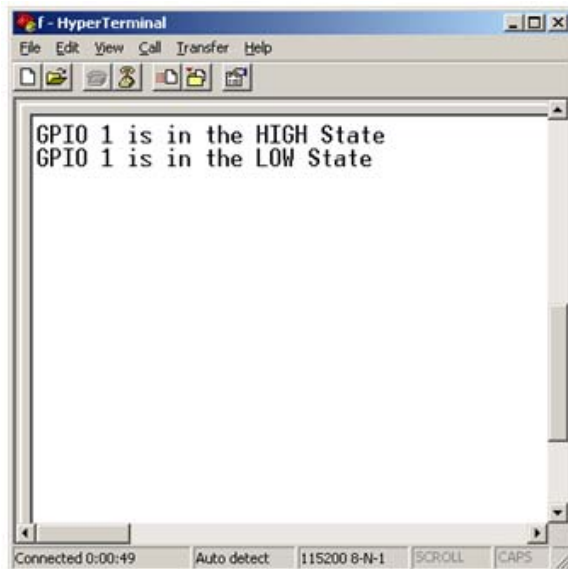 f - HyperTerminal
File Edit View Call Transfer Help
GPIO 1 is in the HIGH State
GPIO 1 is in the LOW State
Connected 0:00:49 Auto detect 115200 8-N-1 SCROLL CAPS